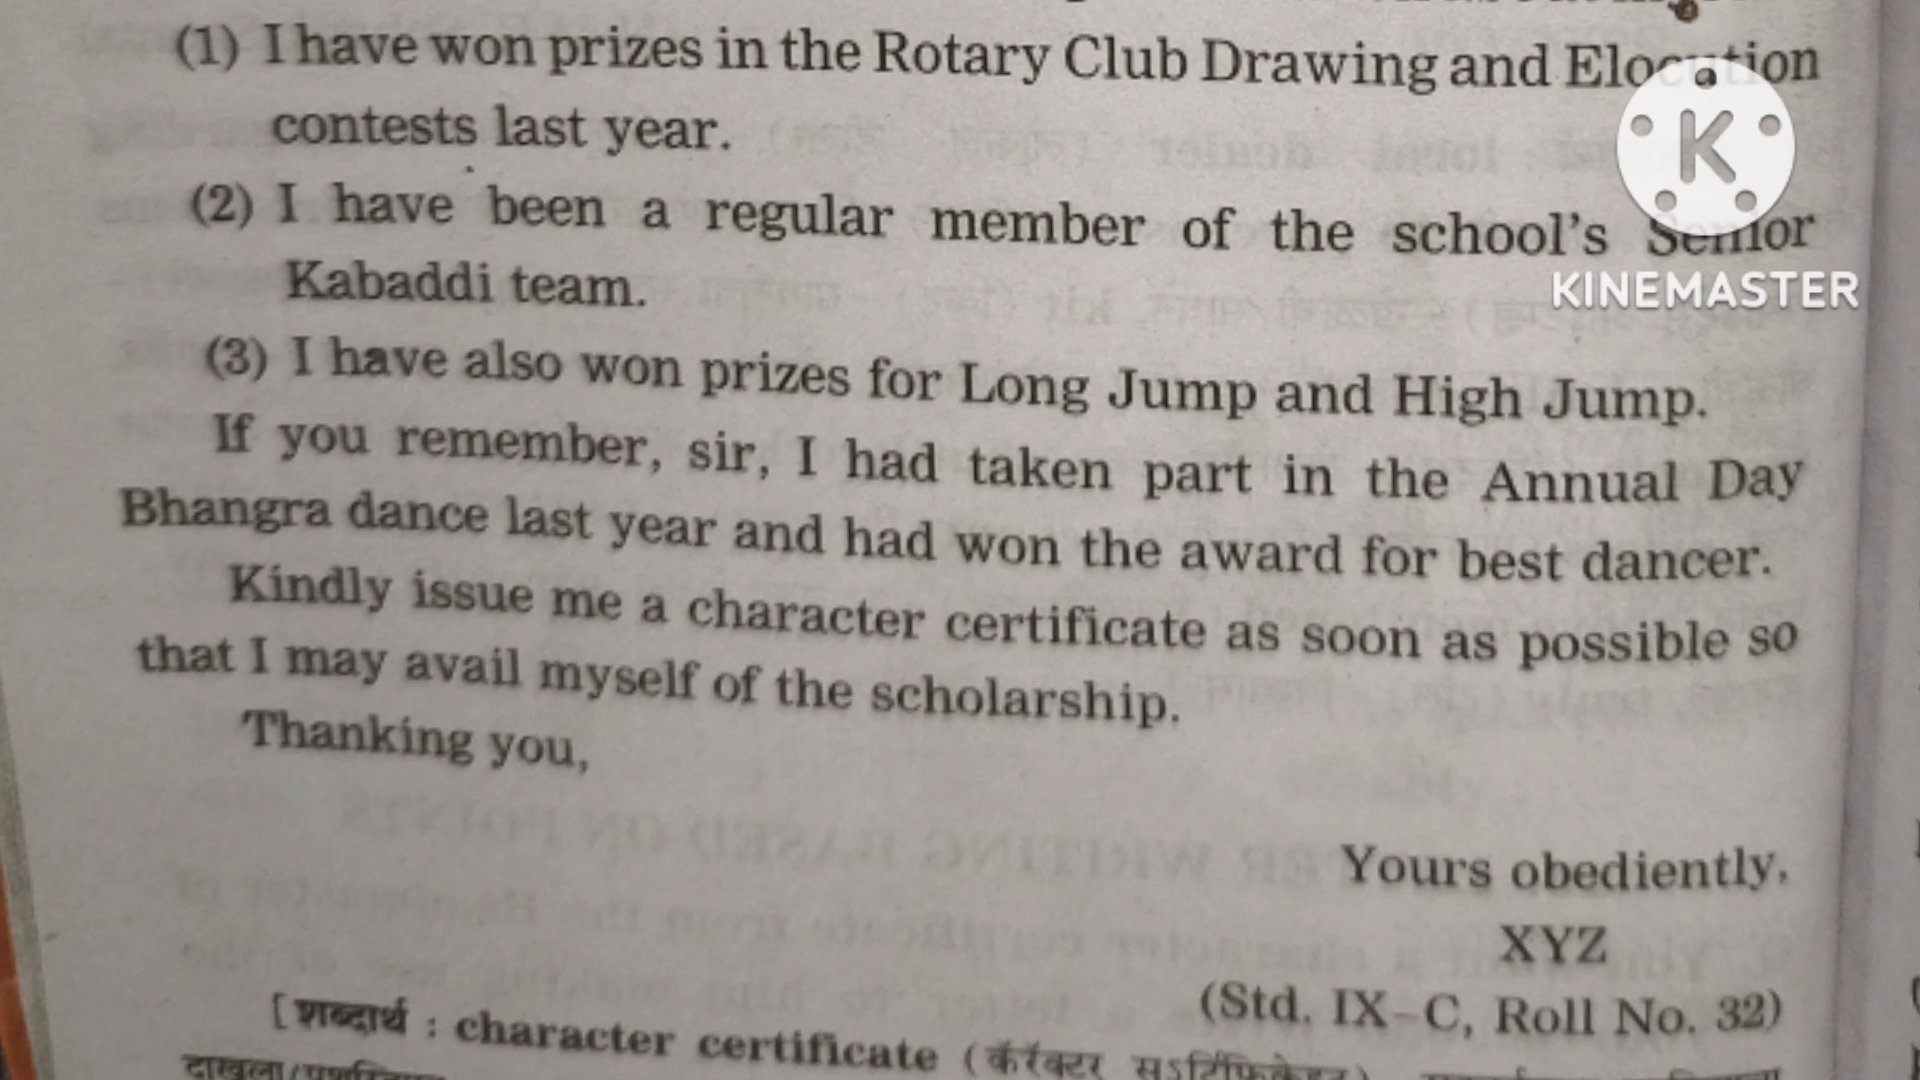 (1) I have won prizes in the Rotary Club Drawing and Elocution
contests last year.
(2) I have been a regular member of the school's Senior
Kabaddi team.
(3) I have also won prizes for Long Jump and High Jump.
If you remember, sir, I had taken part in the Annual Day
Bhangra dance last year and had won the award for best dancer.
Kindly issue me a character certificate as soon as possible so
that I may avail myself of the scholarship.
Thanking you,
Yours obediently,
XYZ
(Std. IX–C, Roll No. 32)
[शब्दार्थ : character certificate (कॅरॅक्टर सऽर्टिफिकेइट)
K
KINEMASTER